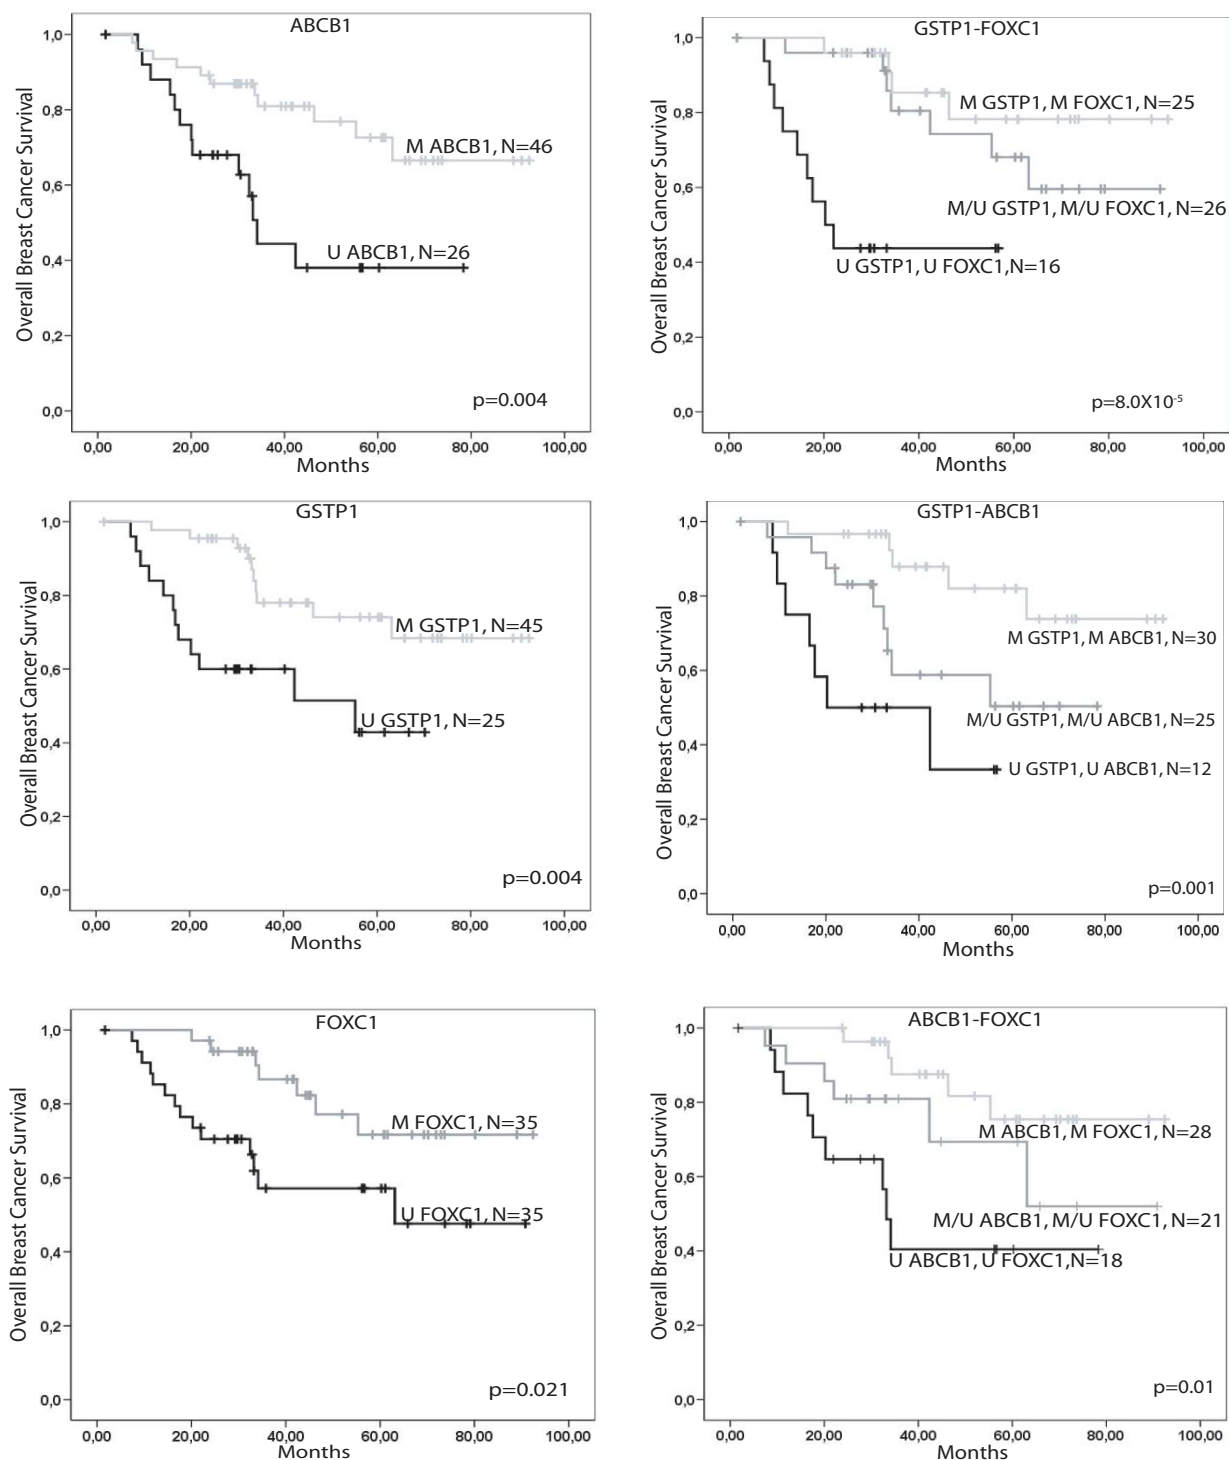 ABCB1
Overall Breast Cancer Survival
1,0
0,8
0,6
0,4
0,2
0,0
M ABCB1, N=46
U ABCB1, N=26
p=0.004
0,00 20,00 40,00 60,00 80,00 100,00
Months
GSTP1-FOXC1
Overall Breast Cancer Survival
1,0
0,8
0,6
0,4
0,2
0,0
M GSTP1, M FOXC1, N=25
M/U GSTP1, M/U FOXC1, N=26
U GSTP1, U FOXC1,N=16
p=8.0X10⁻⁵
0,00 20,00 40,00 60,00 80,00 100,00
Months
GSTP1
Overall Breast Cancer Survival
1,0
0,8
0,6
0,4
0,2
0,0
M GSTP1, N=45
U GSTP1, N=25
p=0.004
0,00 20,00 40,00 60,00 80,00 100,00
Months
GSTP1-ABCB1
Overall Breast Cancer Survival
1,0
0,8
0,6
0,4
0,2
0,0
M GSTP1, M ABCB1, N=30
M/U GSTP1, M/U ABCB1, N=25
U GSTP1, U ABCB1, N=12
p=0.001
0,00 20,00 40,00 60,00 80,00 100,00
Months
FOXC1
Overall Breast Cancer Survival
1,0
0,8
0,6
0,4
0,2
0,0
M FOXC1, N=35
U FOXC1, N=35
p=0.021
0,00 20,00 40,00 60,00 80,00 100,00
Months
ABCB1-FOXC1
Overall Breast Cancer Survival
1,0
0,8
0,6
0,4
0,2
0,0
M ABCB1, M FOXC1, N=28
M/U ABCB1, M/U FOXC1, N=21
U ABCB1, U FOXC1,N=18
p=0.01
0,00 20,00 40,00 60,00 80,00 100,00
Months